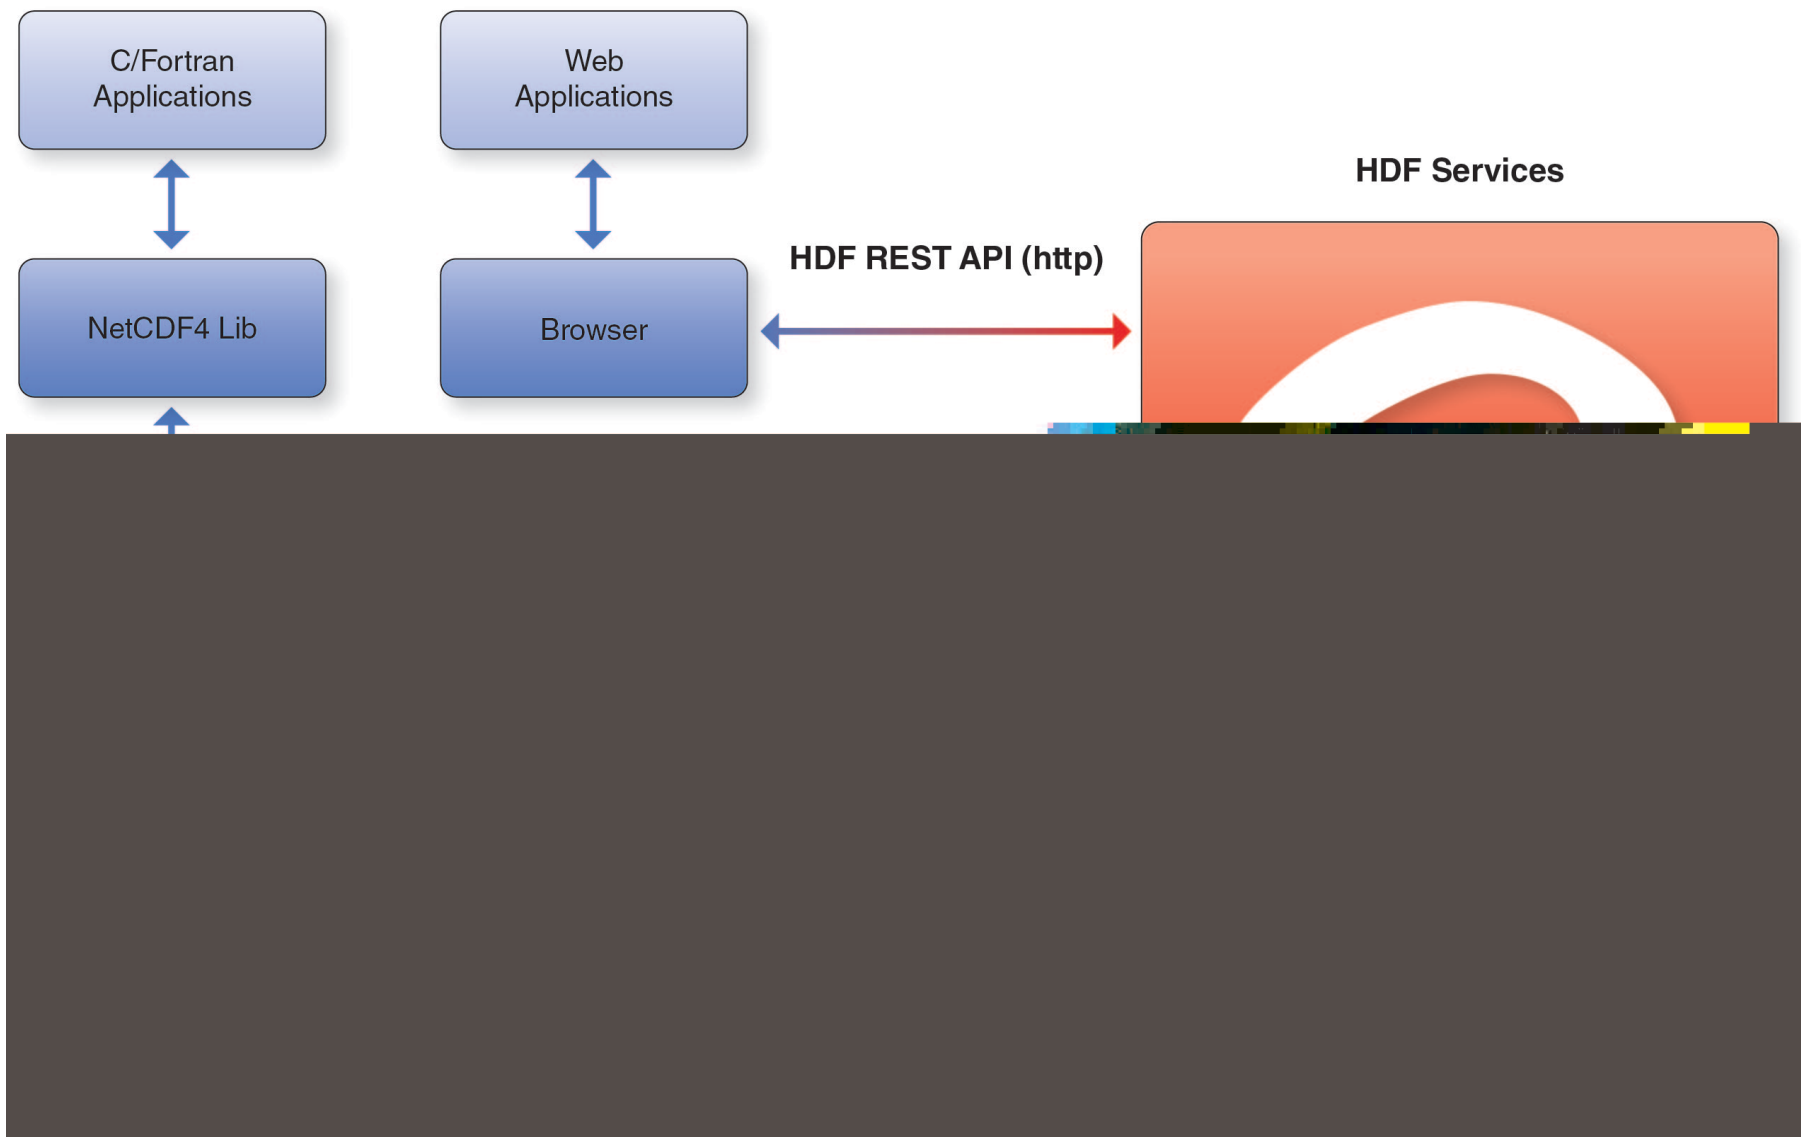 C/Fortran
Applications
Web
Applications
HDF Services
HDF REST API (http)
NetCDF4 Lib
Browser